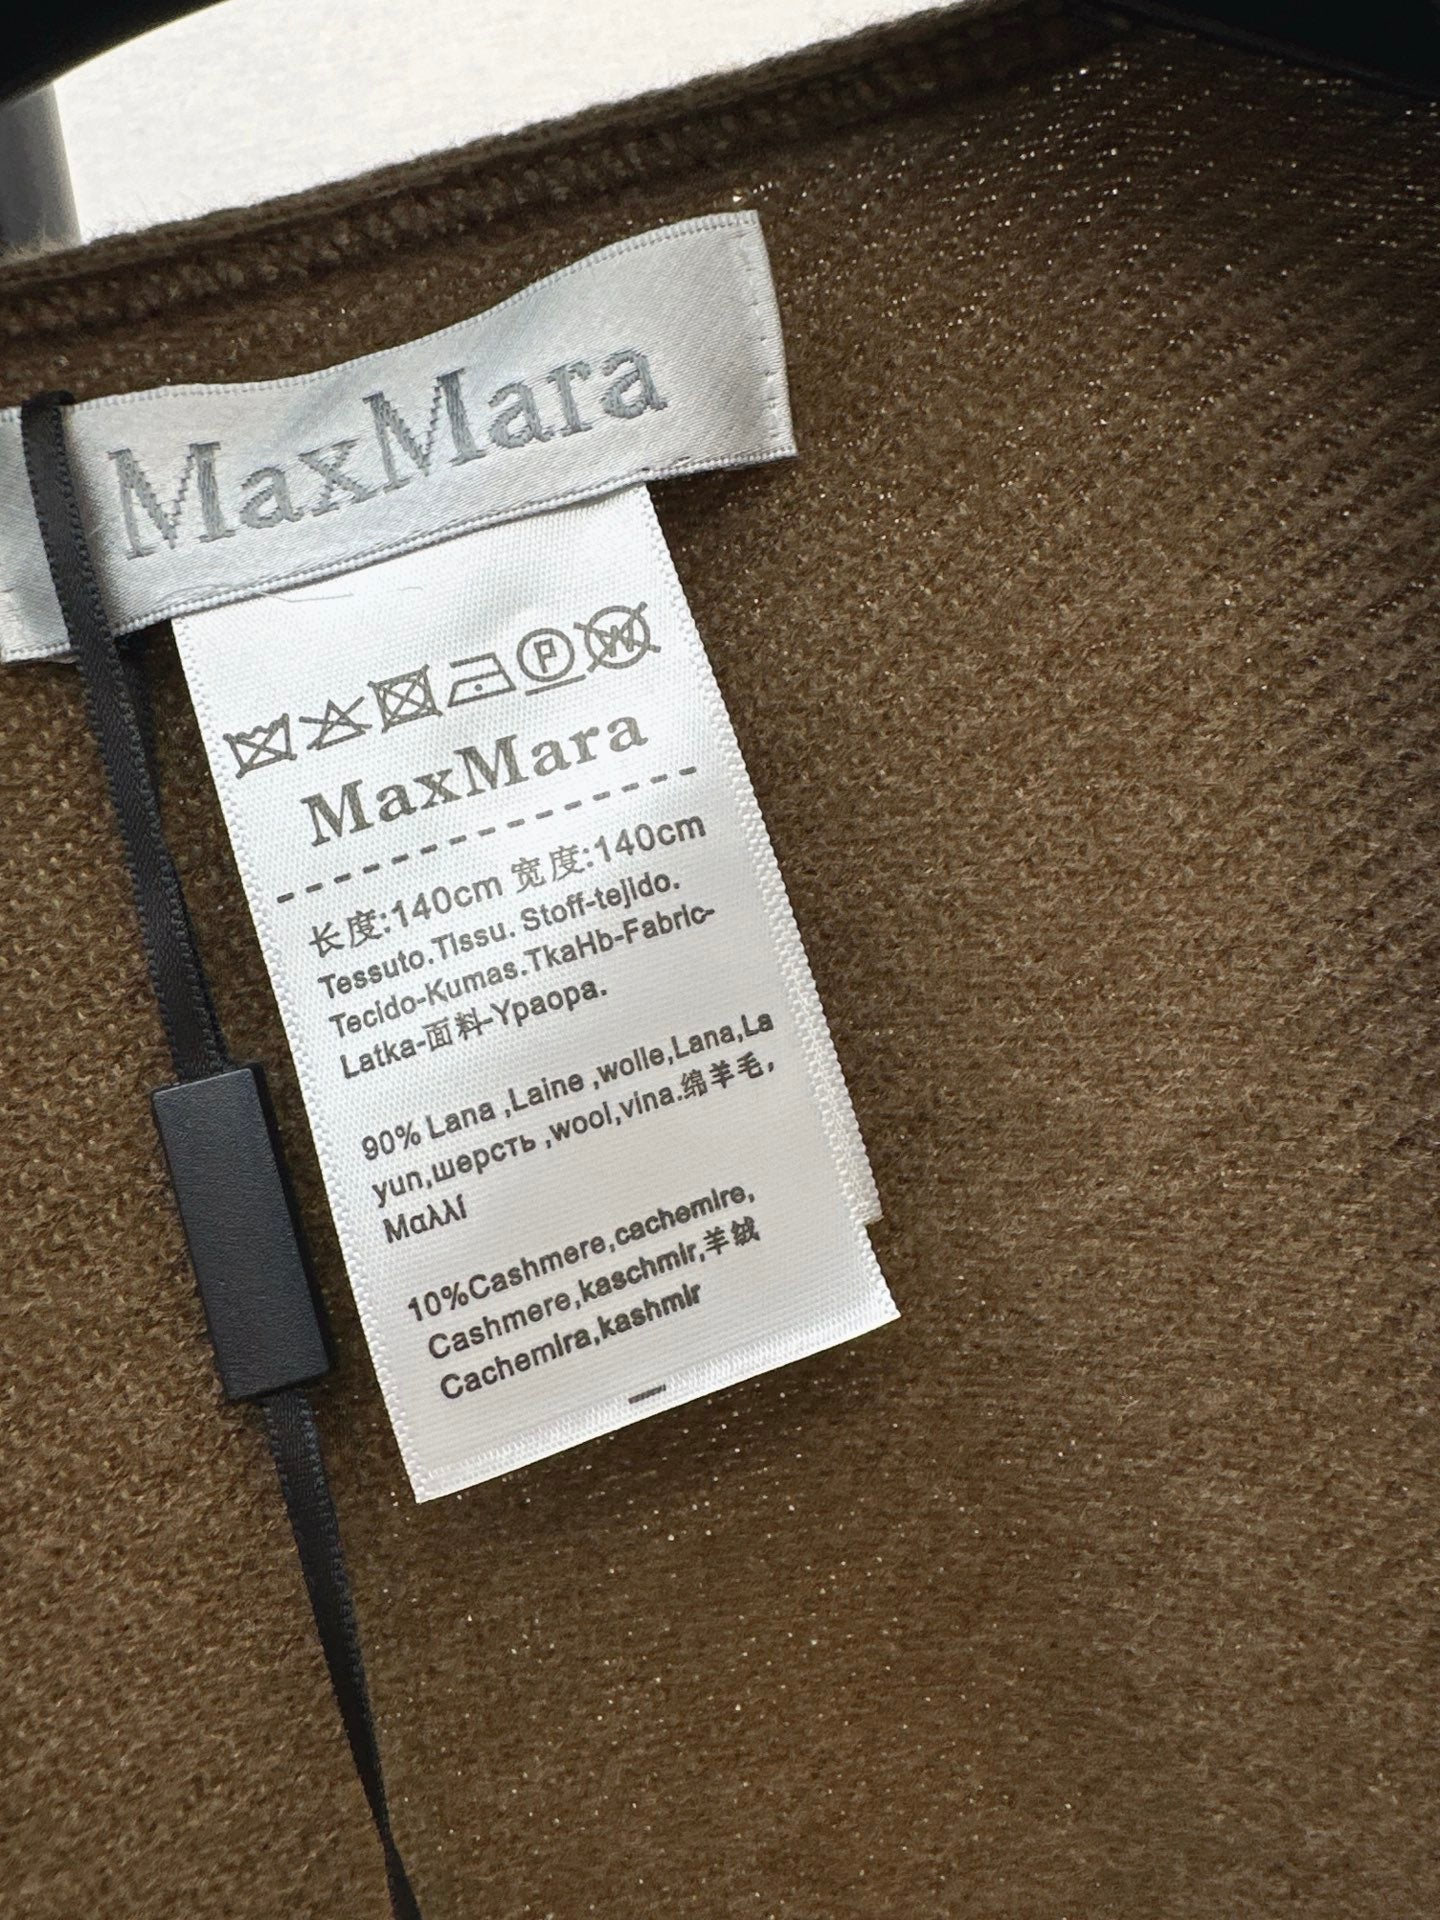 MaxMara
P W
MaxMara
长度:140cm 宽度:140cm
Tessuto.Tissu. Stoff-tejido.
Tecido-Kumas.TkaHb-Fabric-
Latka-面料-Ypaopa.
90% Lana ,Laine ,wolle,Lana,La
yun,шерсть ,wool,vina.绵羊毛,
Μαλλί
10%Cashmere,cachemire,
Cashmere,kaschmir,羊绒
Cachemira,kashmir